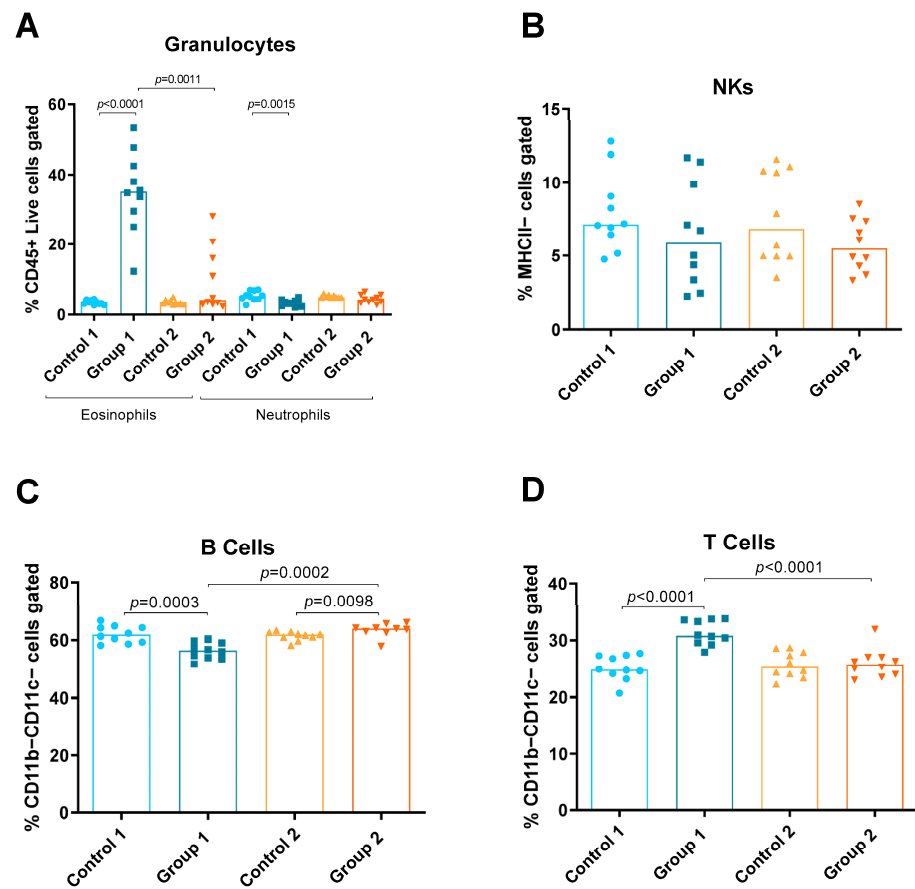 A
Granulocytes
p=0.0011
p<0.0001
p=0.0015
% CD45+ Live cells gated
60
40
20
0
Control 1
Group 1
Control 2
Group 2
Control 1
Group 1
Control 2
Group 2
Eosinophils
Neutrophils
B
NKs
% MHCII− cells gated
15
10
5
0
Control 1
Group 1
Control 2
Group 2
C
B Cells
p=0.0002
p=0.0003
p=0.0098
% CD11b−CD11c− cells gated
80
60
40
20
0
Control 1
Group 1
Control 2
Group 2
D
T Cells
p<0.0001
p<0.0001
% CD11b−CD11c− cells gated
40
30
20
10
0
Control 1
Group 1
Control 2
Group 2